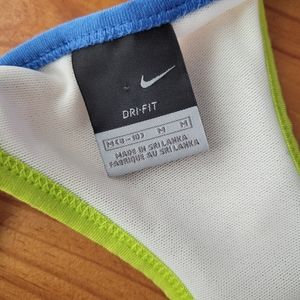 DRI-FIT
M(8-10) M M
MADE IN SRI LANKA
FABRIQUE AU SRI LANKA